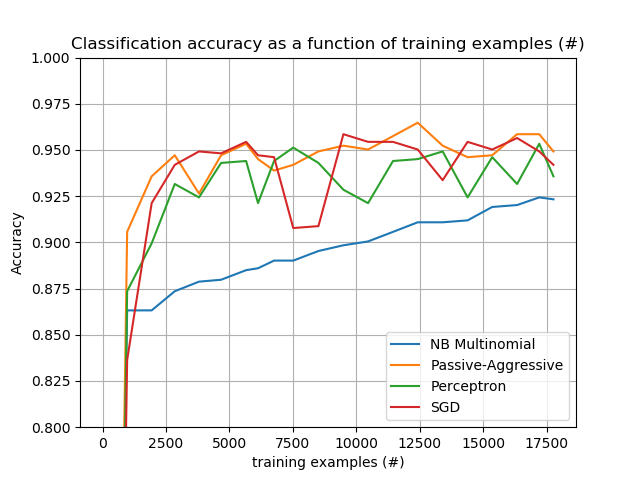 Classification accuracy as a function of training examples (#)
1.000
0.975
0.950
0.925
0.900
0.875
0.850
0.825
0.800
Accuracy
NB Multinomial
Passive-Aggressive
Perceptron
SGD
0 2500 5000 7500 10000 12500 15000 17500
training examples (#)